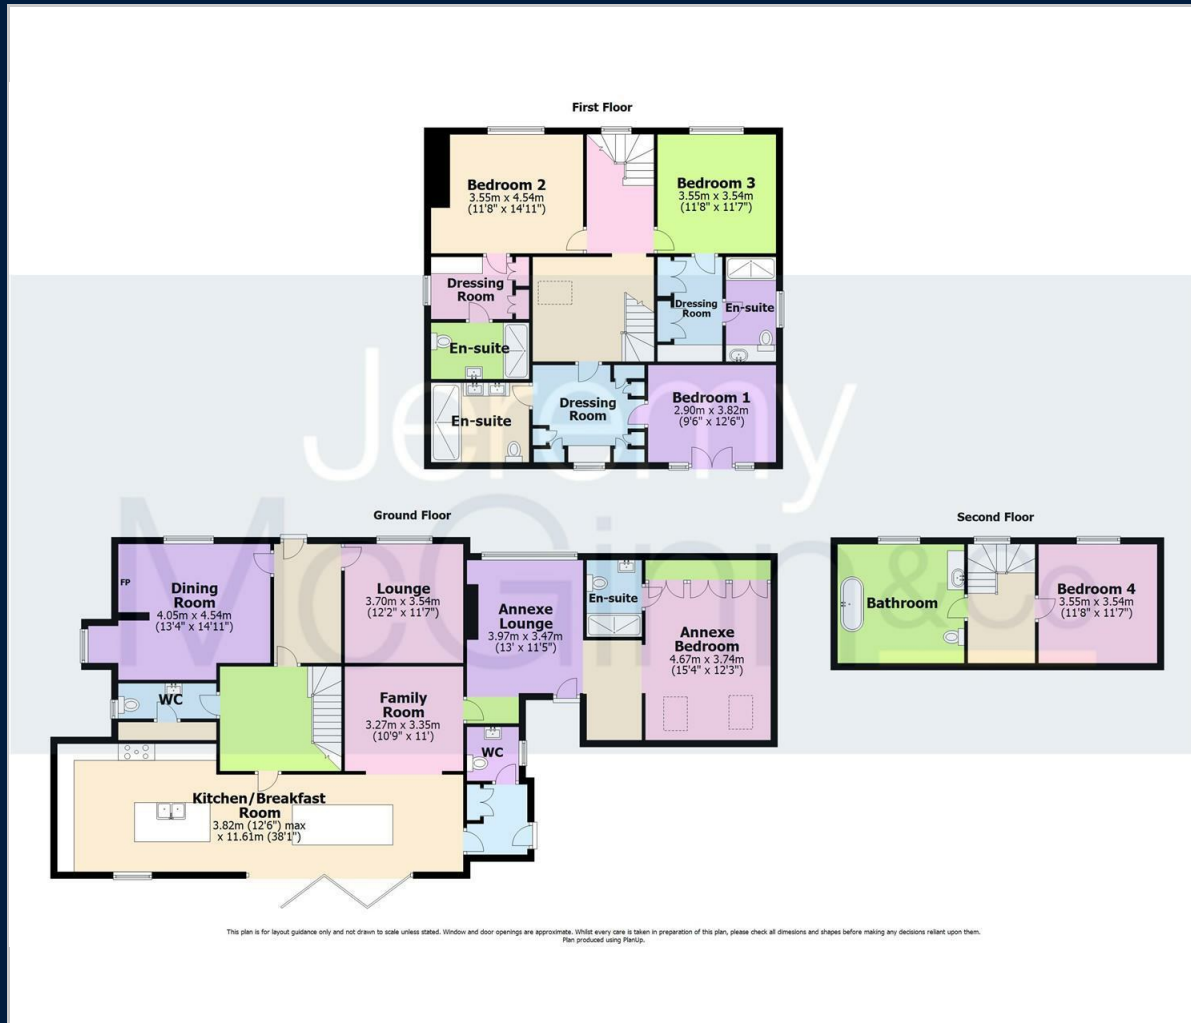 First Floor
Bedroom 2
3.55m x 4.54m
(11'8" x 14'11")
Bedroom 3
3.55m x 3.54m
(11'8" x 11'7")
Dressing
Room
Dressing
Room
En-suite
En-suite
En-suite
Dressing
Room
Bedroom 1
2.90m x 3.82m
(9'6" x 12'6")
Jeremy
McGinn & Co
Ground Floor
FP
Dining
Room
4.05m x 4.54m
(13'4" x 14'11")
Lounge
3.70m x 3.54m
(12'2" x 11'7")
Annexe
Lounge
3.97m x 3.47m
(13' x 11'5")
En-suite
Annexe
Bedroom
4.67m x 3.74m
(15'4" x 12'3")
WC
Family
Room
3.27m x 3.35m
(10'9" x 11')
WC
Kitchen/Breakfast
Room
3.82m (12'6") max
x 11.61m (38'1")
Second Floor
Bathroom
Bedroom 4
3.55m x 3.54m
(11'8" x 11'7")
This plan is for layout guidance only and not drawn to scale unless stated. Window and door openings are approximate. Whilst every care is taken in preparation of this plan, please check all dimesions and shapes before making any decisions reliant upon them.
Plan produced using PlanUp.